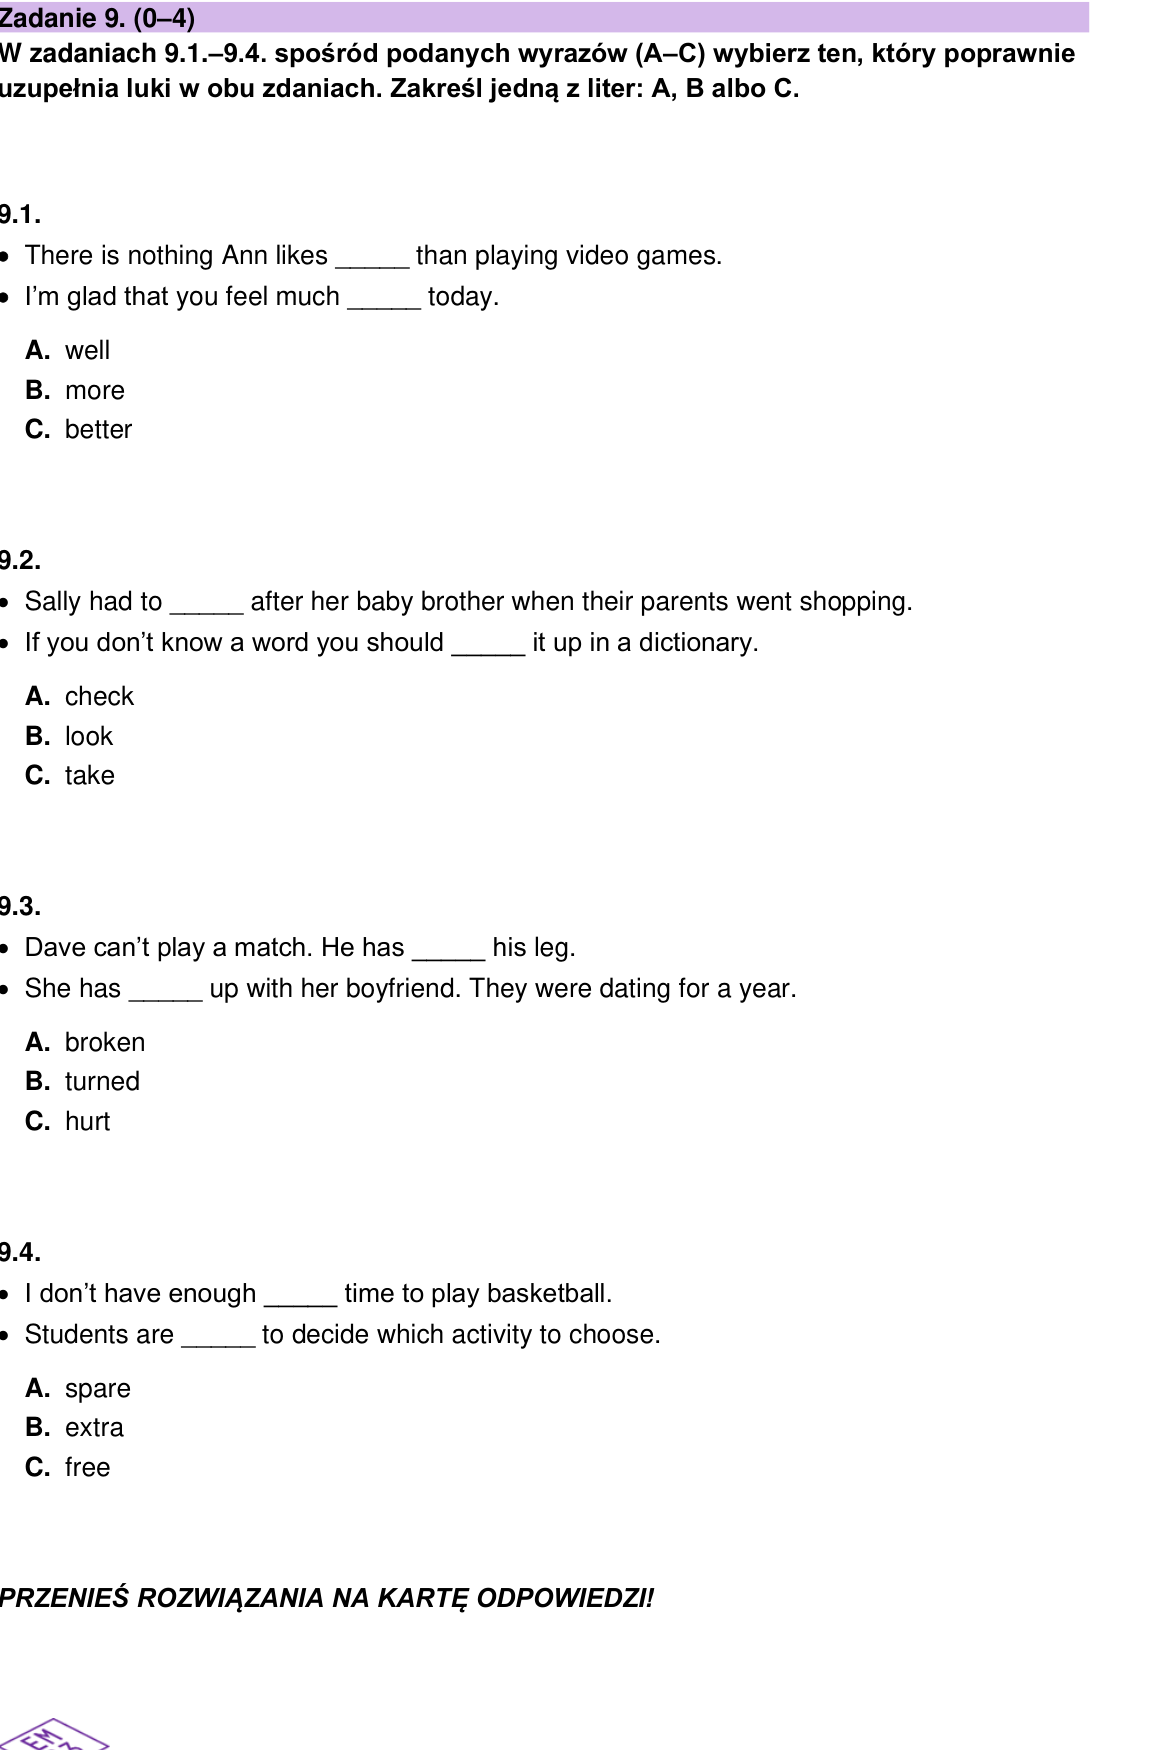 Zadanie 9. (0–4)
W zadaniach 9.1.–9.4. spośród podanych wyrazów (A–C) wybierz ten, który poprawnie
uzupełnia luki w obu zdaniach. Zakreśl jedną z liter: A, B albo C.
9.1.
• There is nothing Ann likes _____ than playing video games.
• I’m glad that you feel much _____ today.
A. well
B. more
C. better
9.2.
• Sally had to _____ after her baby brother when their parents went shopping.
• If you don’t know a word you should _____ it up in a dictionary.
A. check
B. look
C. take
9.3.
• Dave can’t play a match. He has _____ his leg.
• She has _____ up with her boyfriend. They were dating for a year.
A. broken
B. turned
C. hurt
9.4.
• I don’t have enough _____ time to play basketball.
• Students are _____ to decide which activity to choose.
A. spare
B. extra
C. free
PRZENIEŚ ROZWIĄZANIA NA KARTĘ ODPOWIEDZI!